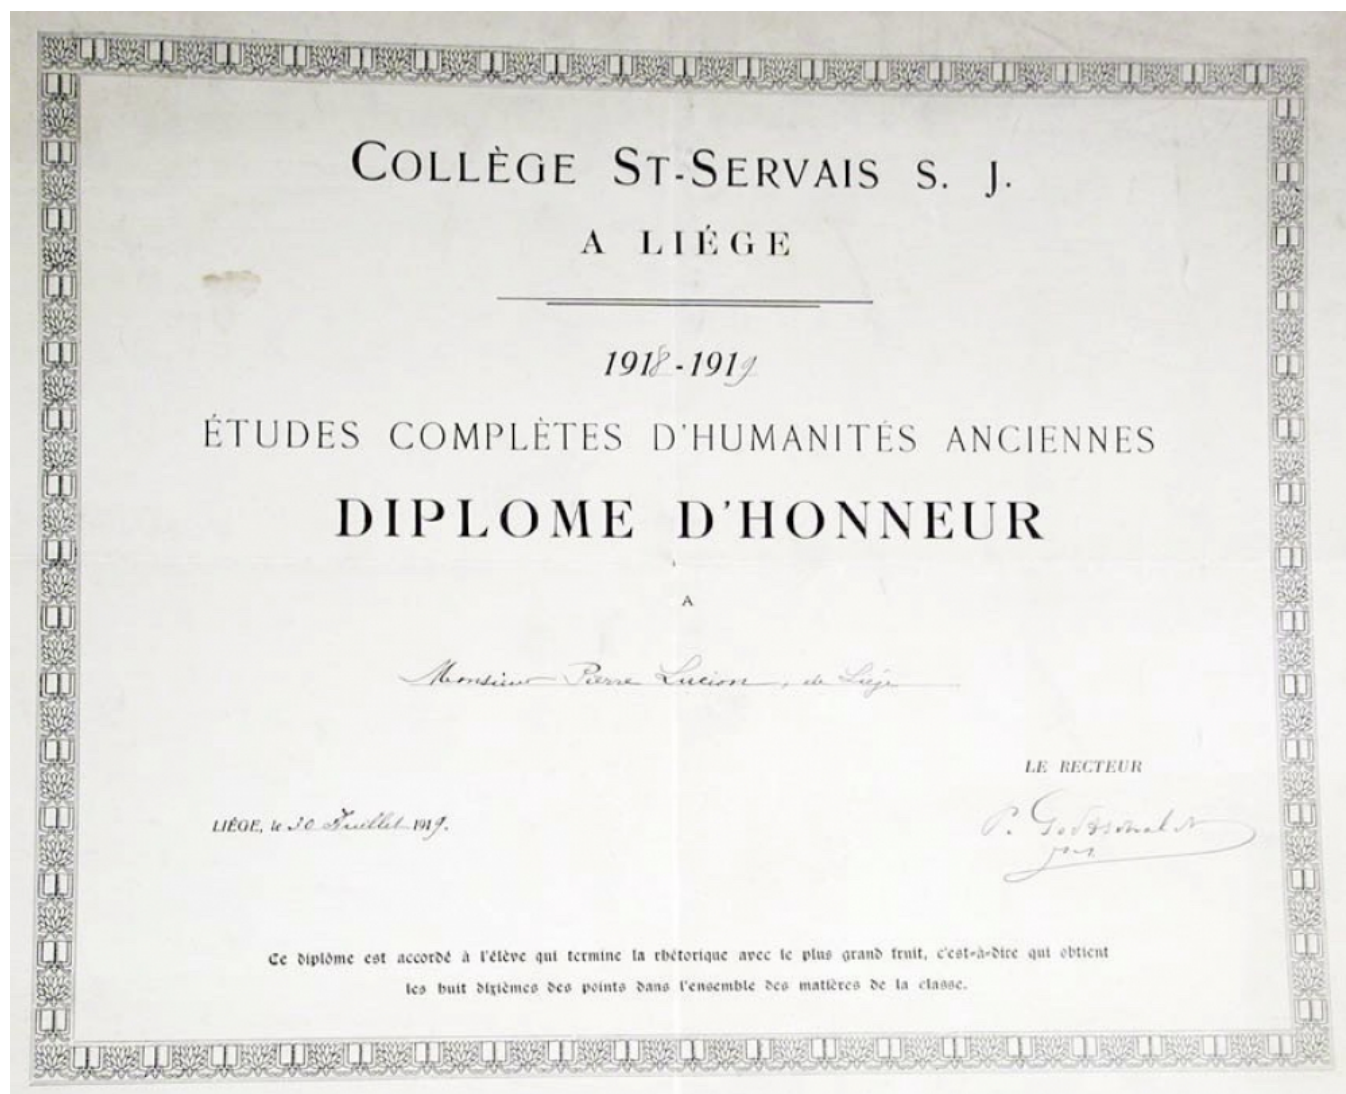 COLLÈGE ST-SERVAIS S. J.
A LIÉGE
1918-1919
ÉTUDES COMPLÈTES D'HUMANITÉS ANCIENNES
DIPLOME D'HONNEUR
A
Monsieur Pierre Lucion, de Liége
LE RECTEUR
LIÉGE, le 30 Juillet 1919.
P. Godtschalck
Ce diplôme est accordé à l'élève qui termine la rhétorique avec le plus grand fruit, c'est-à-dire qui obtient
les huit dixièmes des points dans l'ensemble des matières de la classe.